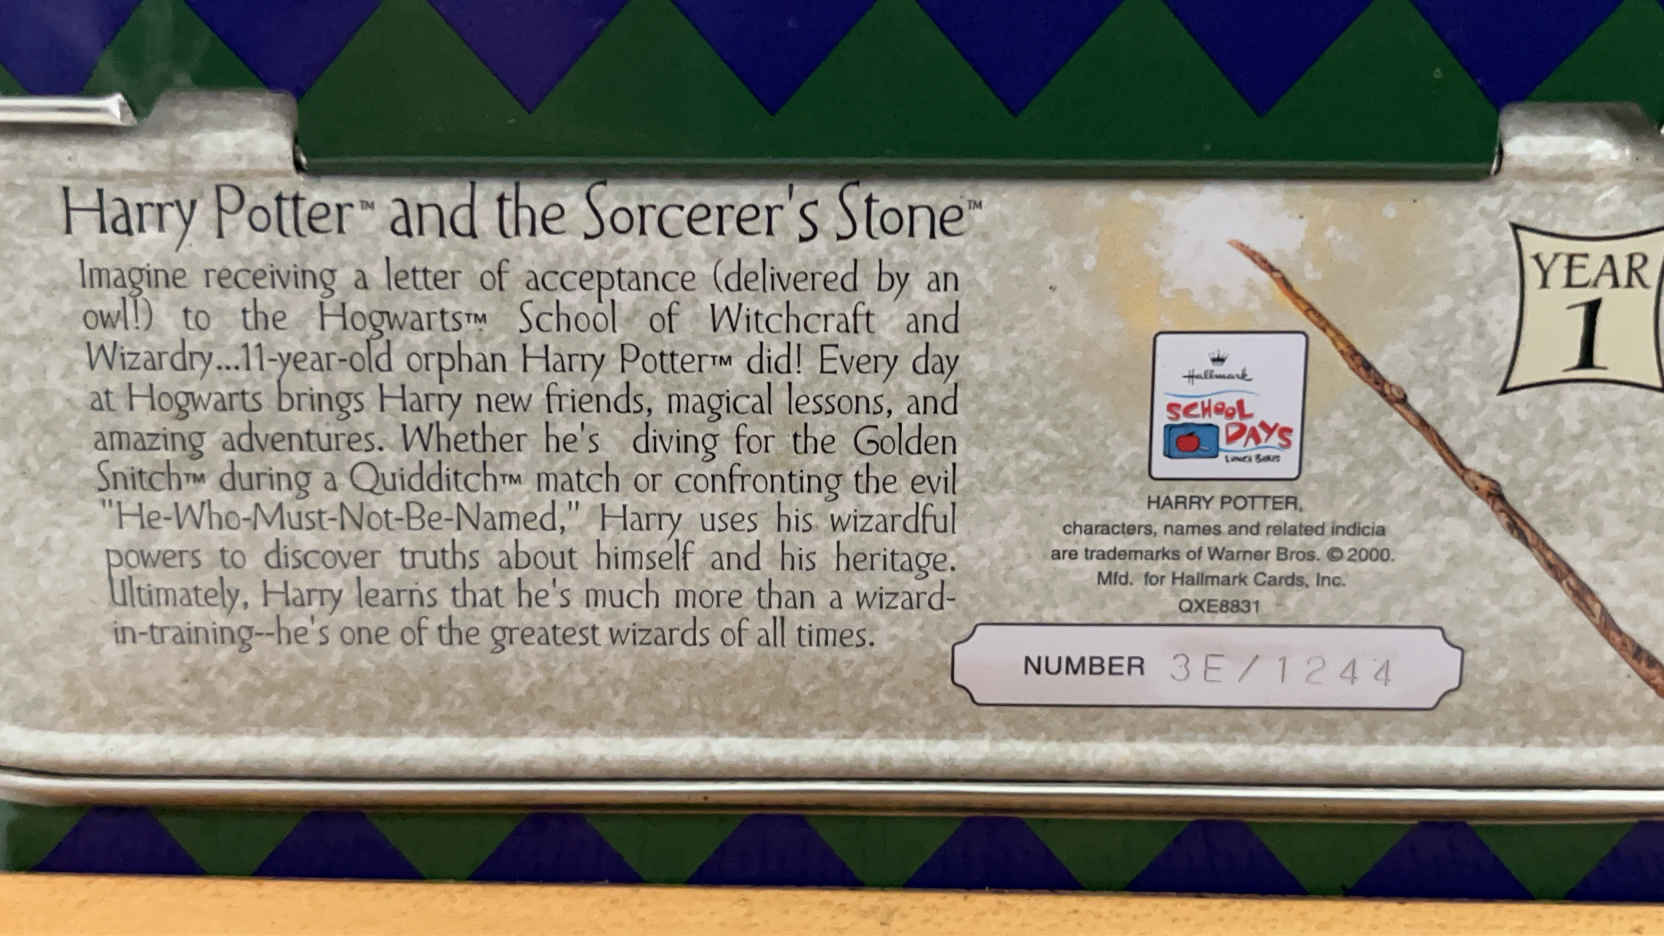 Harry Potter™ and the Sorcerer's Stone™
Imagine receiving a letter of acceptance (delivered by an
owl!) to the Hogwarts™ School of Witchcraft and
Wizardry...11-year-old orphan Harry Potter™ did! Every day
at Hogwarts brings Harry new friends, magical lessons, and
amazing adventures. Whether he's diving for the Golden
Snitch™ during a Quidditch™ match or confronting the evil
"He-Who-Must-Not-Be-Named," Harry uses his wizardful
powers to discover truths about himself and his heritage.
Ultimately, Harry learns that he's much more than a wizard-
in-training--he's one of the greatest wizards of all times.
YEAR
1
Hallmark
SCHOOL
DAYS
LUNCH BOXES
HARRY POTTER,
characters, names and related indicia
are trademarks of Warner Bros. © 2000.
Mfd. for Hallmark Cards, Inc.
QXE8831
NUMBER 3E/1244